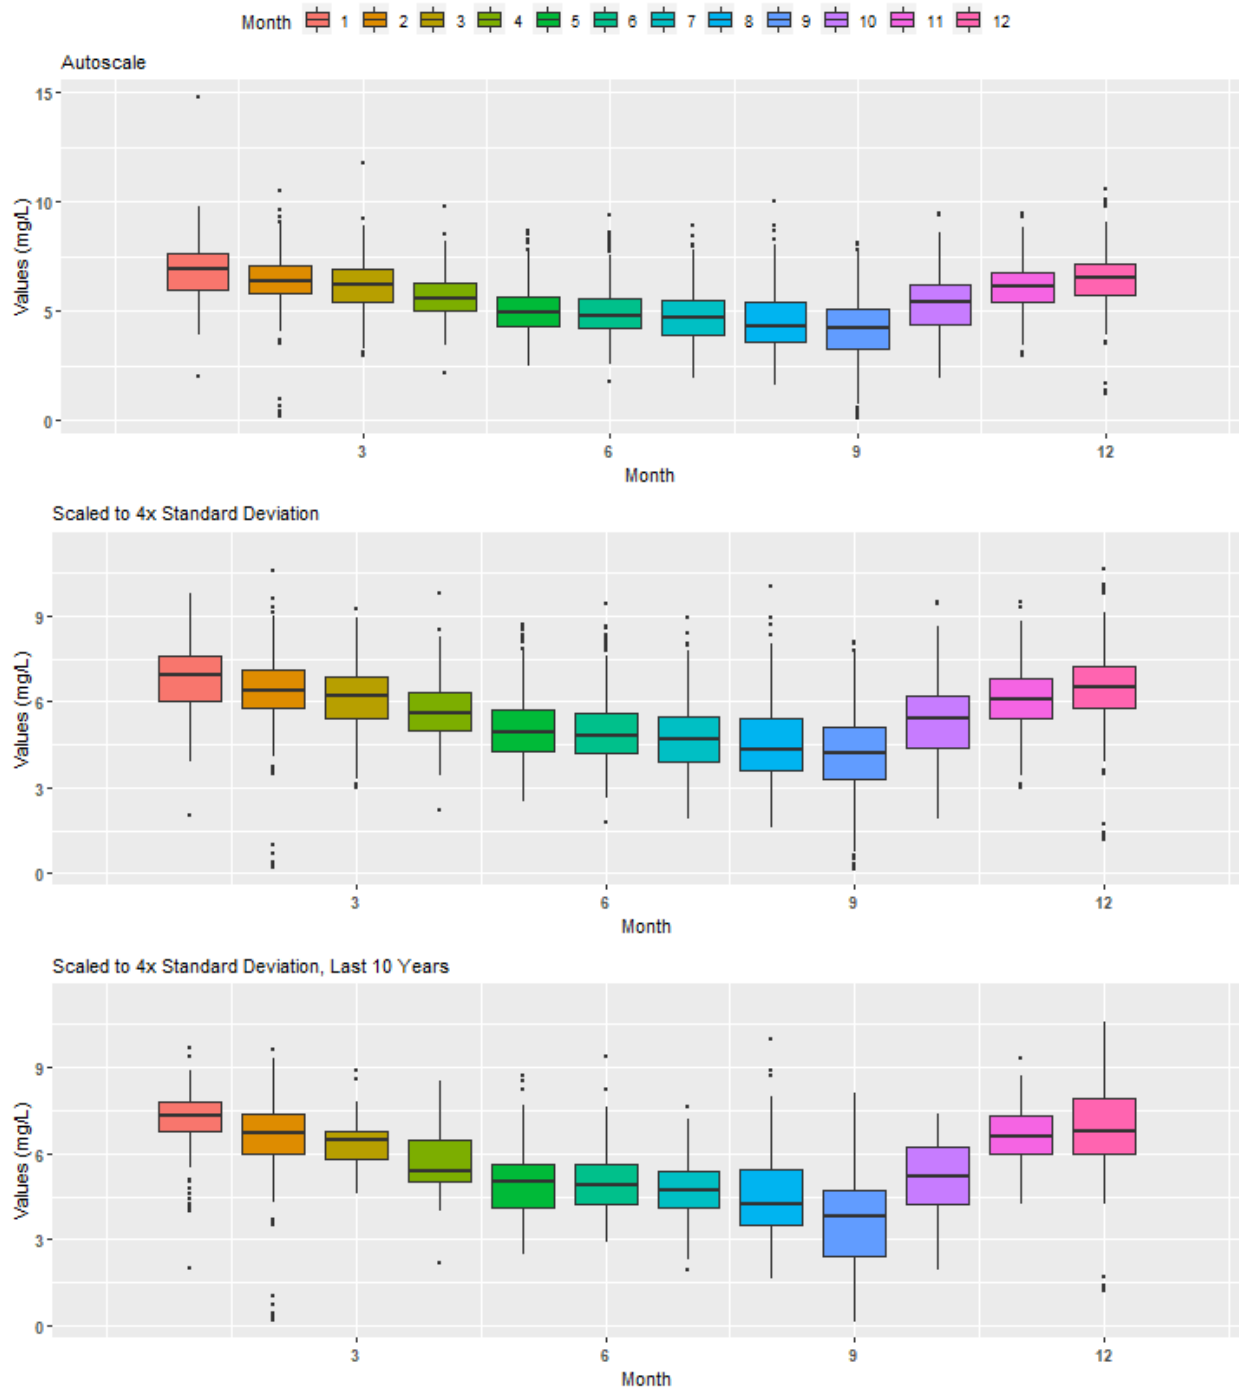 Month 1 2 3 4 5 6 7 8 9 10 11 12
Autoscale
Values (mg/L)
15
10
5
0
3 6 9 12
Month
Scaled to 4x Standard Deviation
Values (mg/L)
9
6
3
0
3 6 9 12
Month
Scaled to 4x Standard Deviation, Last 10 Years
Values (mg/L)
9
6
3
0
3 6 9 12
Month